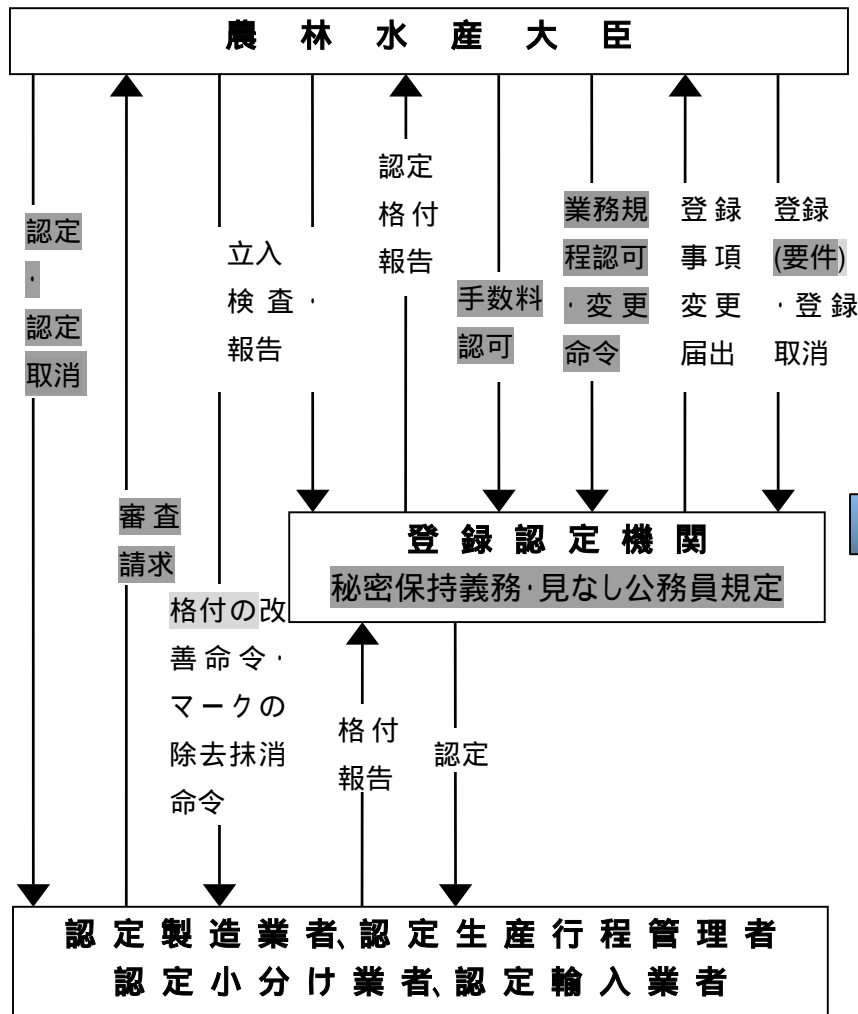 農林水産大臣
認定
・
認定
取消
審査
請求
立入
検査・
報告
格付の改
善命令・
マークの
除去抹消
命令
認定
格付
報告
手数料
認可
業務規
程認可
・変更
命令
登録
事項
変更
届出
登録
(要件)
・登録
取消
登録認定機関
秘密保持義務・見なし公務員規定
格付
報告
認定
認定製造業者、認定生産行程管理者
認定小分け業者、認定輸入業者